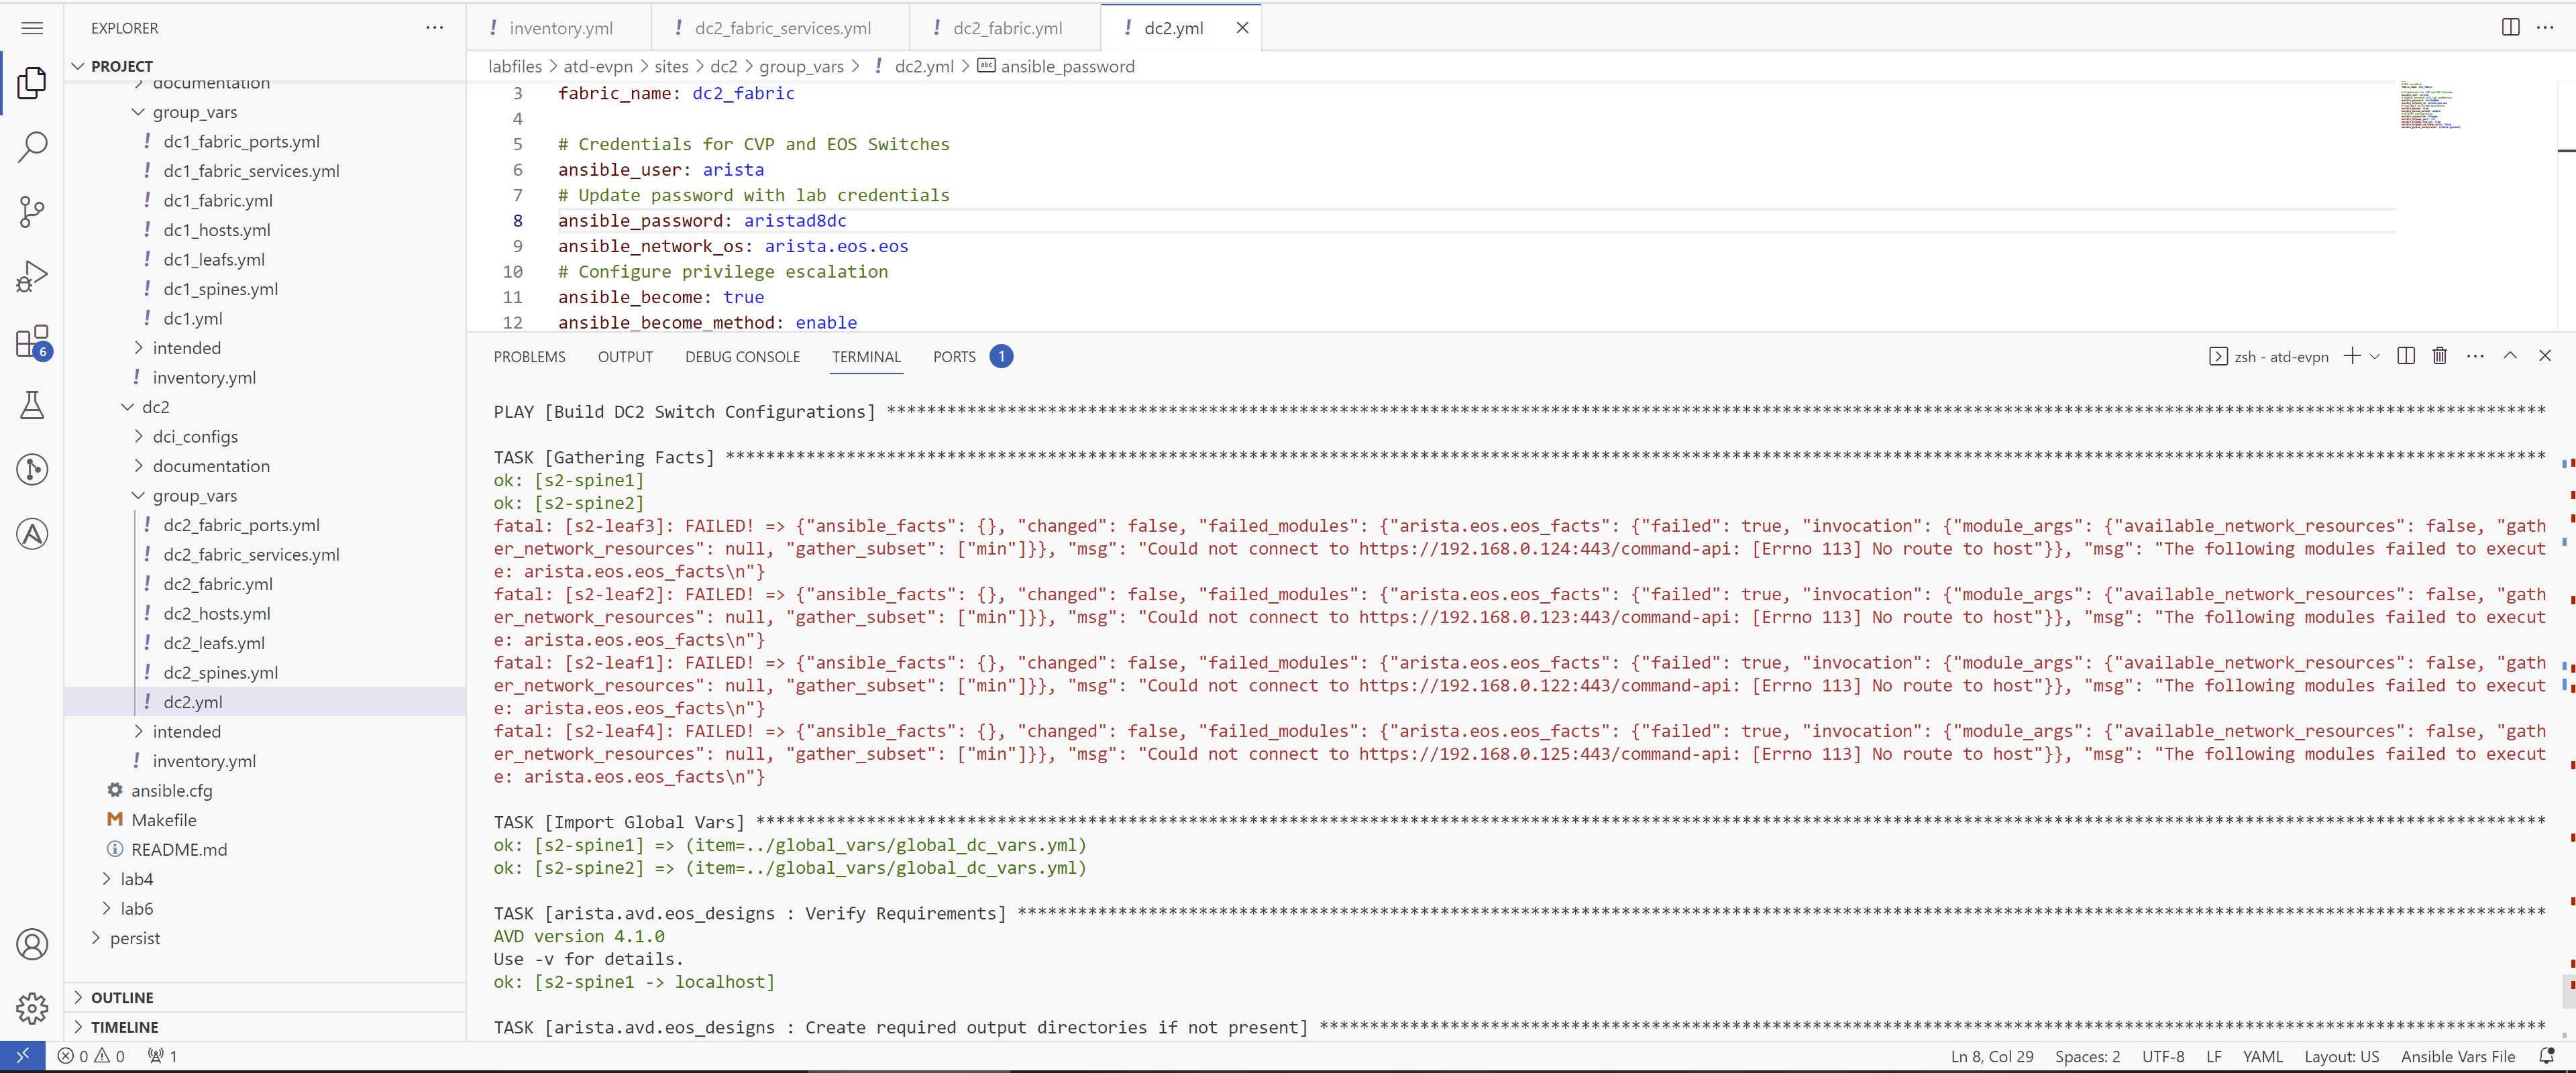 EXPLORER
PROJECT
documentation
group_vars
dc1_fabric_ports.yml
dc1_fabric_services.yml
dc1_fabric.yml
dc1_hosts.yml
dc1_leafs.yml
dc1_spines.yml
dc1.yml
intended
inventory.yml
dc2
dci_configs
documentation
group_vars
dc2_fabric_ports.yml
dc2_fabric_services.yml
dc2_fabric.yml
dc2_hosts.yml
dc2_leafs.yml
dc2_spines.yml
dc2.yml
intended
inventory.yml
ansible.cfg
Makefile
README.md
lab4
lab6
persist
OUTLINE
TIMELINE
6
! inventory.yml ! dc2_fabric_services.yml ! dc2_fabric.yml ! dc2.yml
labfiles > atd-evpn > sites > dc2 > group_vars > ! dc2.yml > abc ansible_password
3 fabric_name: dc2_fabric
4
5 # Credentials for CVP and EOS Switches
6 ansible_user: arista
7 # Update password with lab credentials
8 ansible_password: aristad8dc
9 ansible_network_os: arista.eos.eos
10 # Configure privilege escalation
11 ansible_become: true
12 ansible_become_method: enable
PROBLEMS OUTPUT DEBUG CONSOLE TERMINAL PORTS 1 zsh - atd-evpn
PLAY [Build DC2 Switch Configurations] ****
TASK [Gathering Facts] ****
ok: [s2-spine1]
ok: [s2-spine2]
fatal: [s2-leaf3]: FAILED! => {"ansible_facts": {}, "changed": false, "failed_modules": {"arista.eos.eos_facts": {"failed": true, "invocation": {"module_args": {"available_network_resources": false, "gath
er_network_resources": null, "gather_subset": ["min"]}}, "msg": "Could not connect to https://192.168.0.124:443/command-api: [Errno 113] No route to host"}}, "msg": "The following modules failed to execut
e: arista.eos.eos_facts\n"}
fatal: [s2-leaf2]: FAILED! => {"ansible_facts": {}, "changed": false, "failed_modules": {"arista.eos.eos_facts": {"failed": true, "invocation": {"module_args": {"available_network_resources": false, "gath
er_network_resources": null, "gather_subset": ["min"]}}, "msg": "Could not connect to https://192.168.0.123:443/command-api: [Errno 113] No route to host"}}, "msg": "The following modules failed to execut
e: arista.eos.eos_facts\n"}
fatal: [s2-leaf1]: FAILED! => {"ansible_facts": {}, "changed": false, "failed_modules": {"arista.eos.eos_facts": {"failed": true, "invocation": {"module_args": {"available_network_resources": false, "gath
er_network_resources": null, "gather_subset": ["min"]}}, "msg": "Could not connect to https://192.168.0.122:443/command-api: [Errno 113] No route to host"}}, "msg": "The following modules failed to execut
e: arista.eos.eos_facts\n"}
fatal: [s2-leaf4]: FAILED! => {"ansible_facts": {}, "changed": false, "failed_modules": {"arista.eos.eos_facts": {"failed": true, "invocation": {"module_args": {"available_network_resources": false, "gath
er_network_resources": null, "gather_subset": ["min"]}}, "msg": "Could not connect to https://192.168.0.125:443/command-api: [Errno 113] No route to host"}}, "msg": "The following modules failed to execut
e: arista.eos.eos_facts\n"}
TASK [Import Global Vars] ****
ok: [s2-spine1] => (item=../global_vars/global_dc_vars.yml)
ok: [s2-spine2] => (item=../global_vars/global_dc_vars.yml)
TASK [arista.avd.eos_designs : Verify Requirements] ****
AVD version 4.1.0
Use -v for details.
ok: [s2-spine1 -> localhost]
TASK [arista.avd.eos_designs : Create required output directories if not present] ****
0 0 1 Ln 8, Col 29 Spaces: 2 UTF-8 LF YAML Layout: US Ansible Vars File